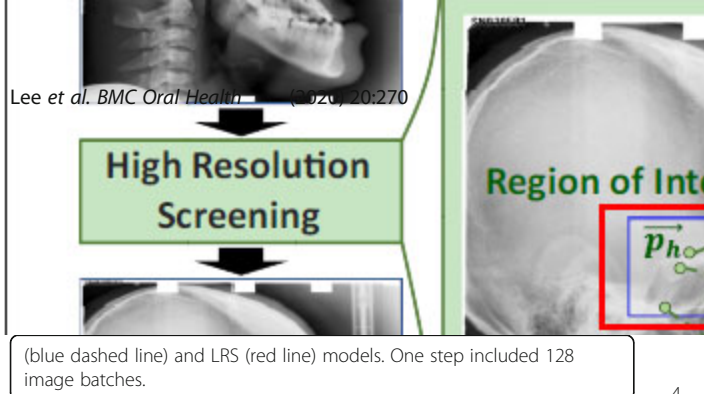 Lee et al. BMC Oral Health (2020) 20:270
High Resolution
Screening
Region of
p h
(blue dashed line) and LRS (red line) models. One step included 128
image batches.
4